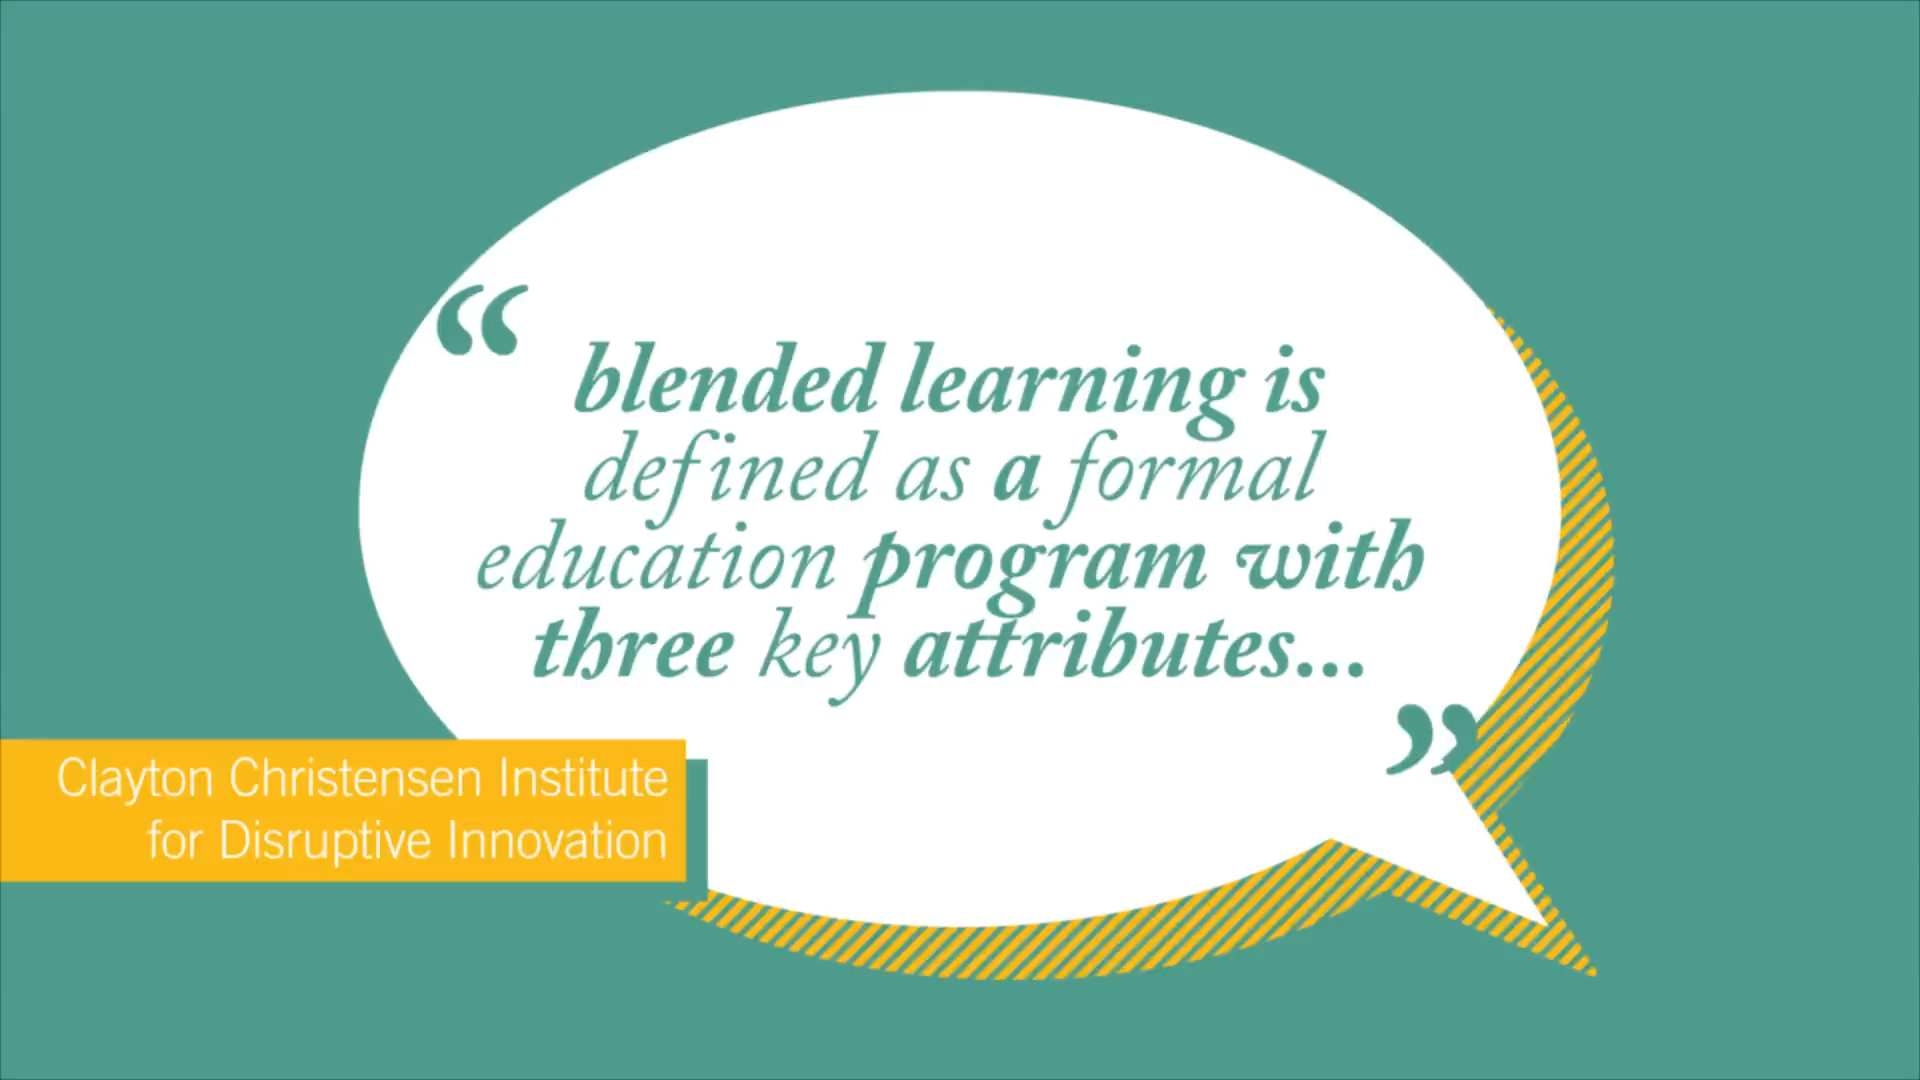 “blended learning is
defined as a formal
education program with
three key attributes...”
Clayton Christensen Institute
for Disruptive Innovation